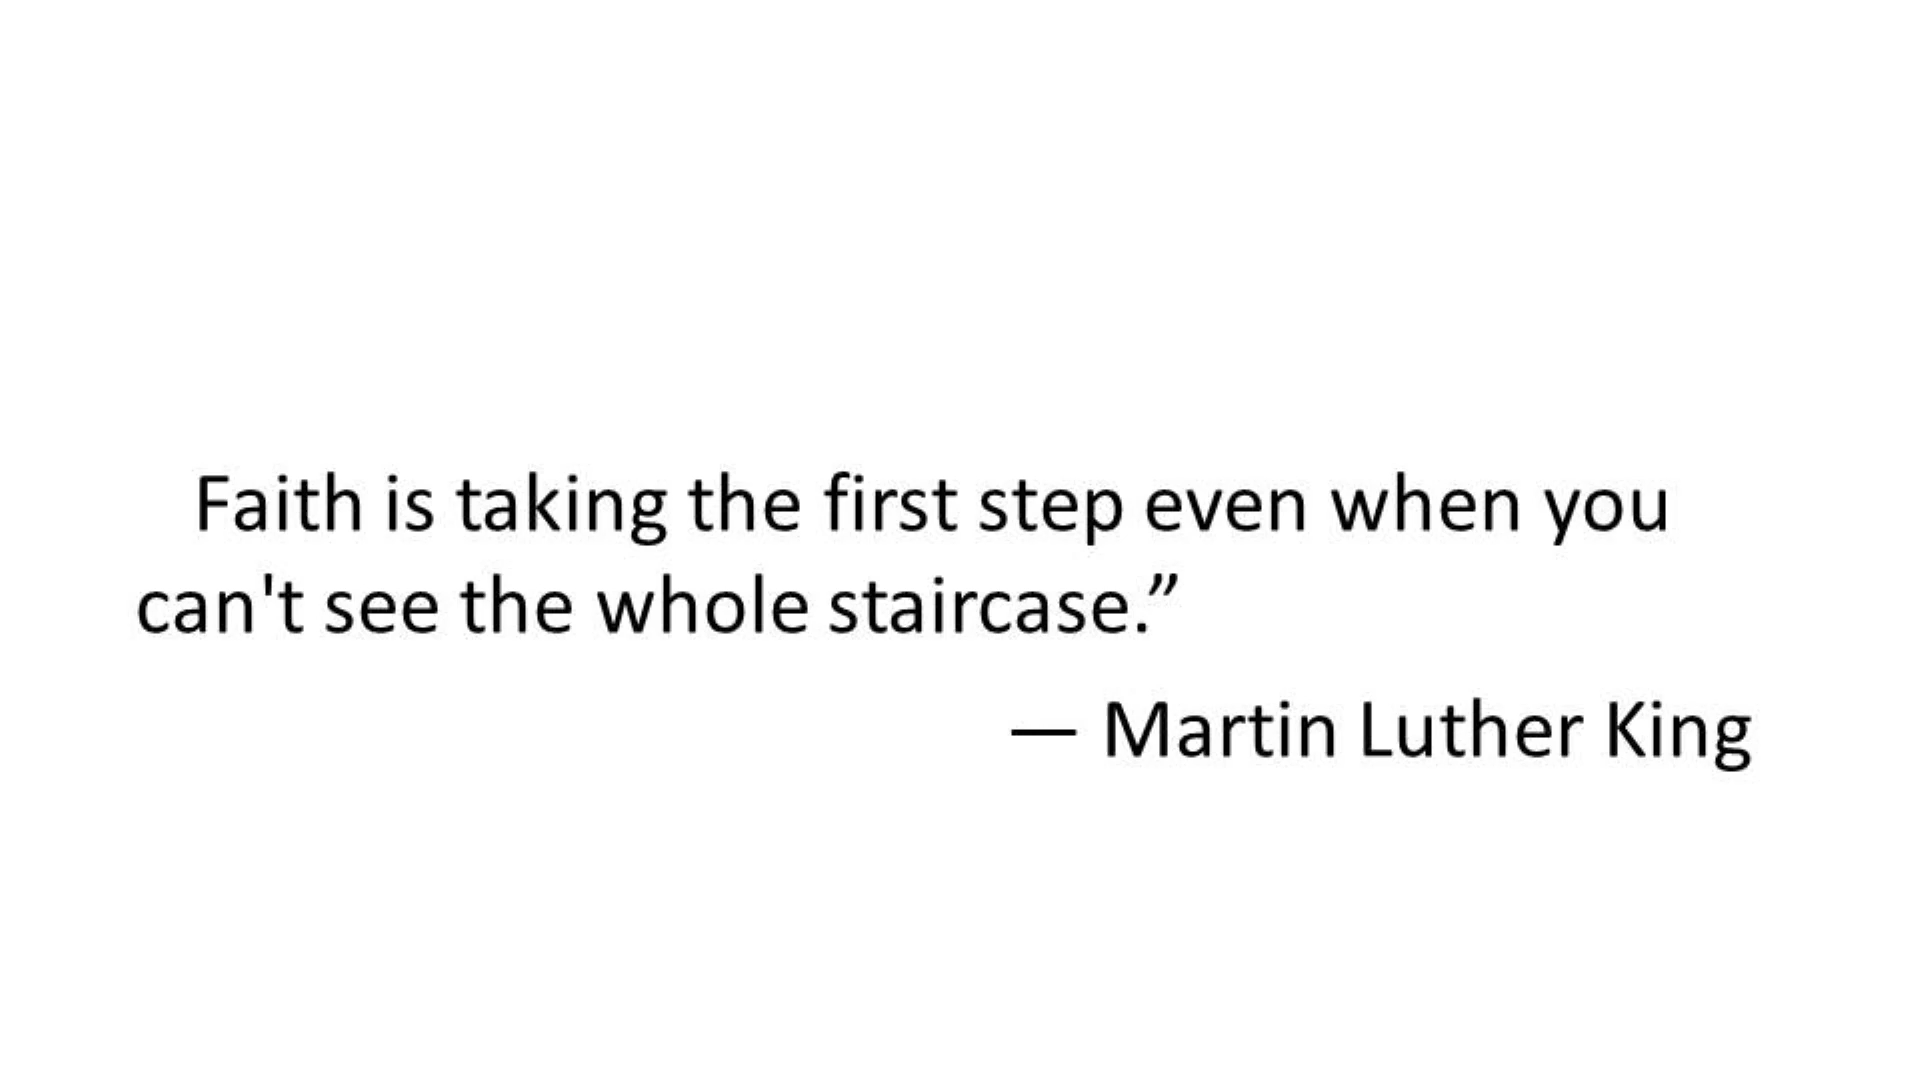 Faith is taking the first step even when you
can't see the whole staircase.”
— Martin Luther King